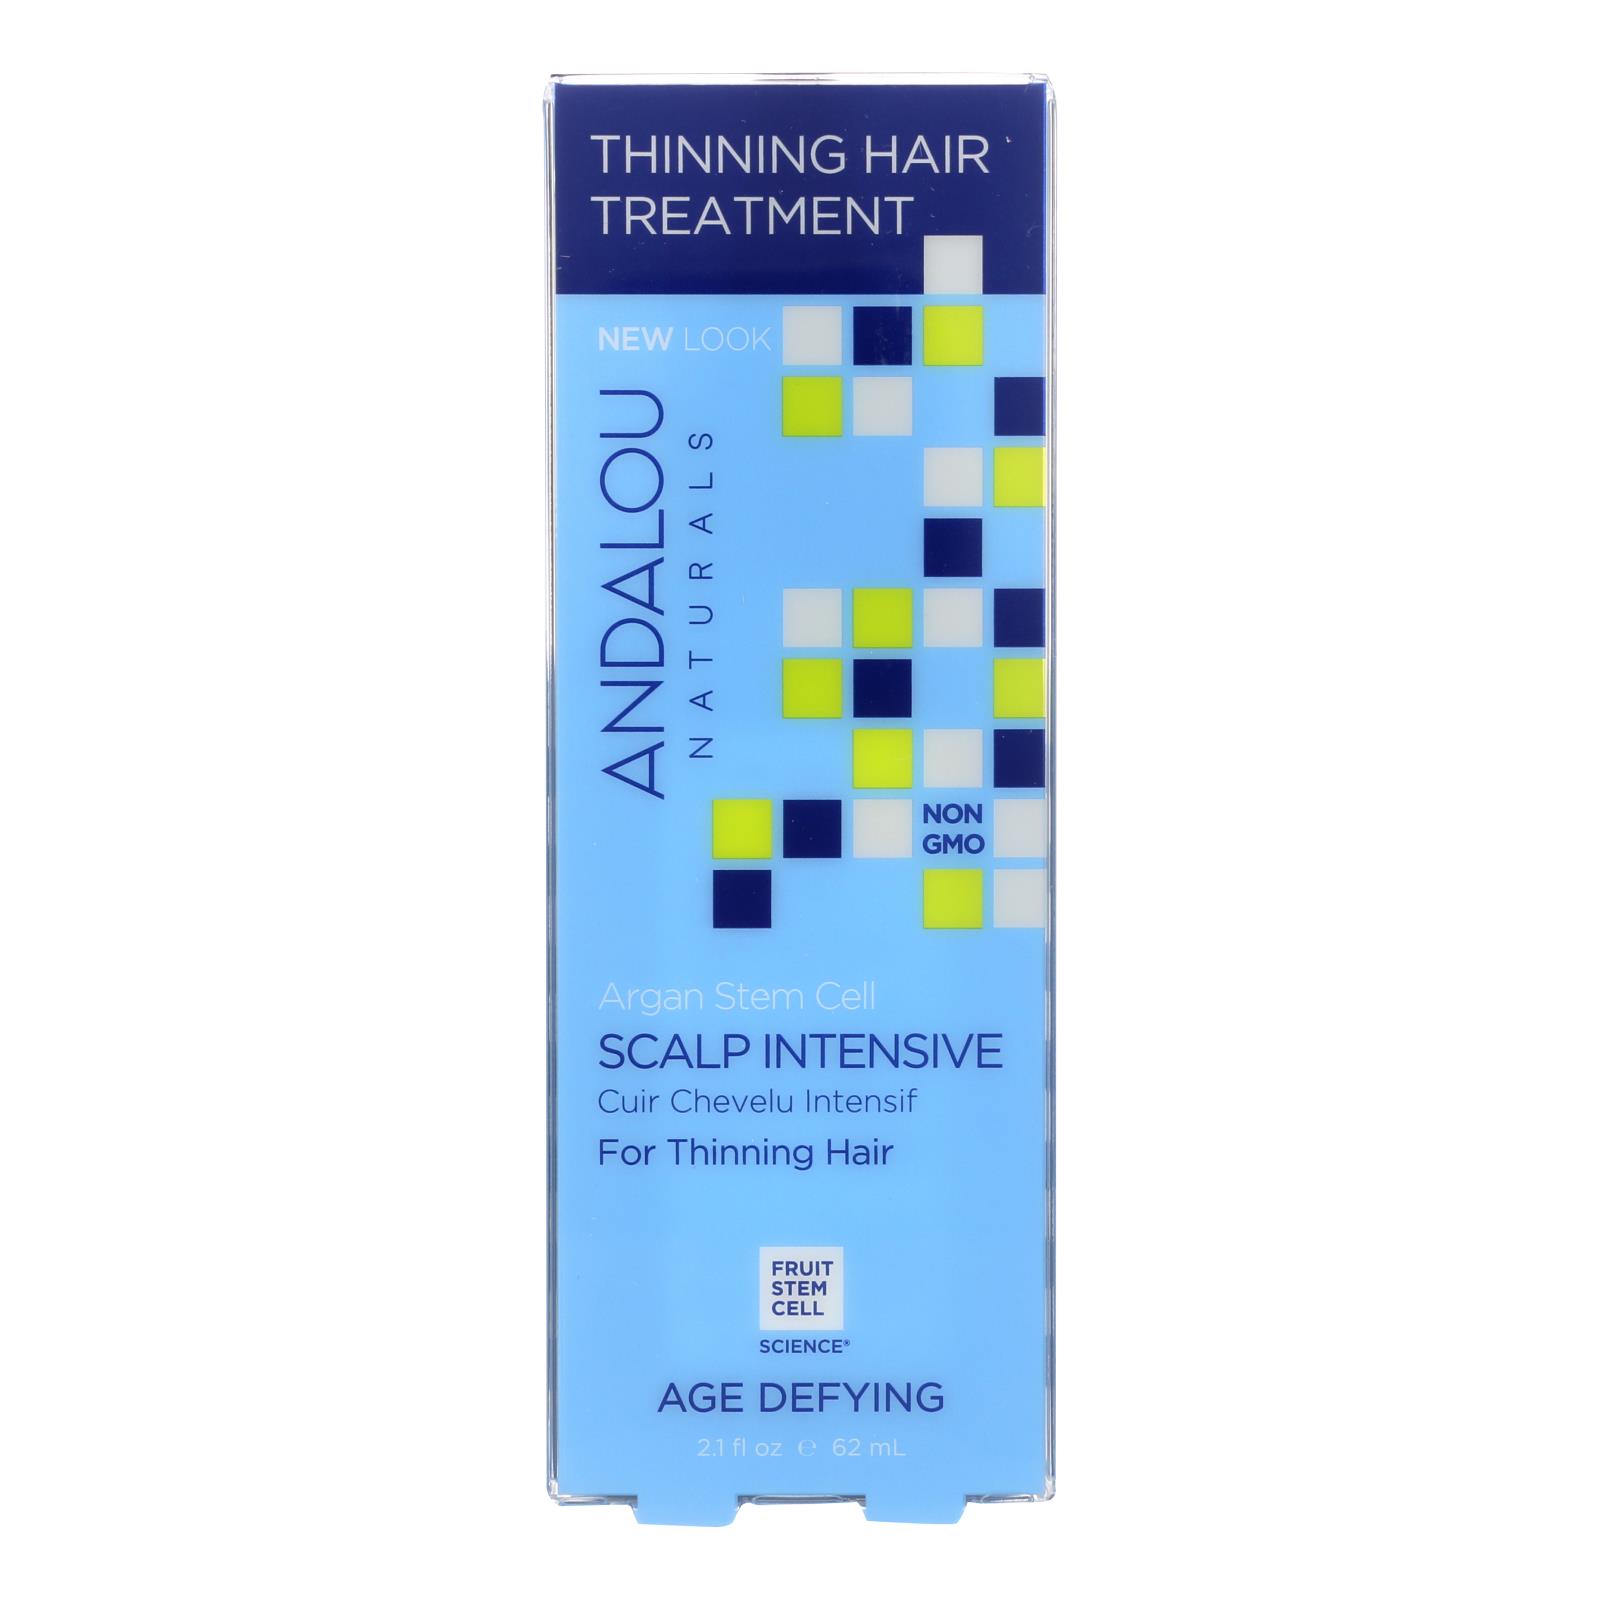 THINNING HAIR
TREATMENT
NEW LOOK
ANDALOU
NATURALS
NON
GMO
Argan Stem Cell
SCALP INTENSIVE
Cuir Chevelu Intensif
For Thinning Hair
FRUIT
STEM
CELL
SCIENCE®
AGE DEFYING
2.1 fl oz ℮ 62 mL